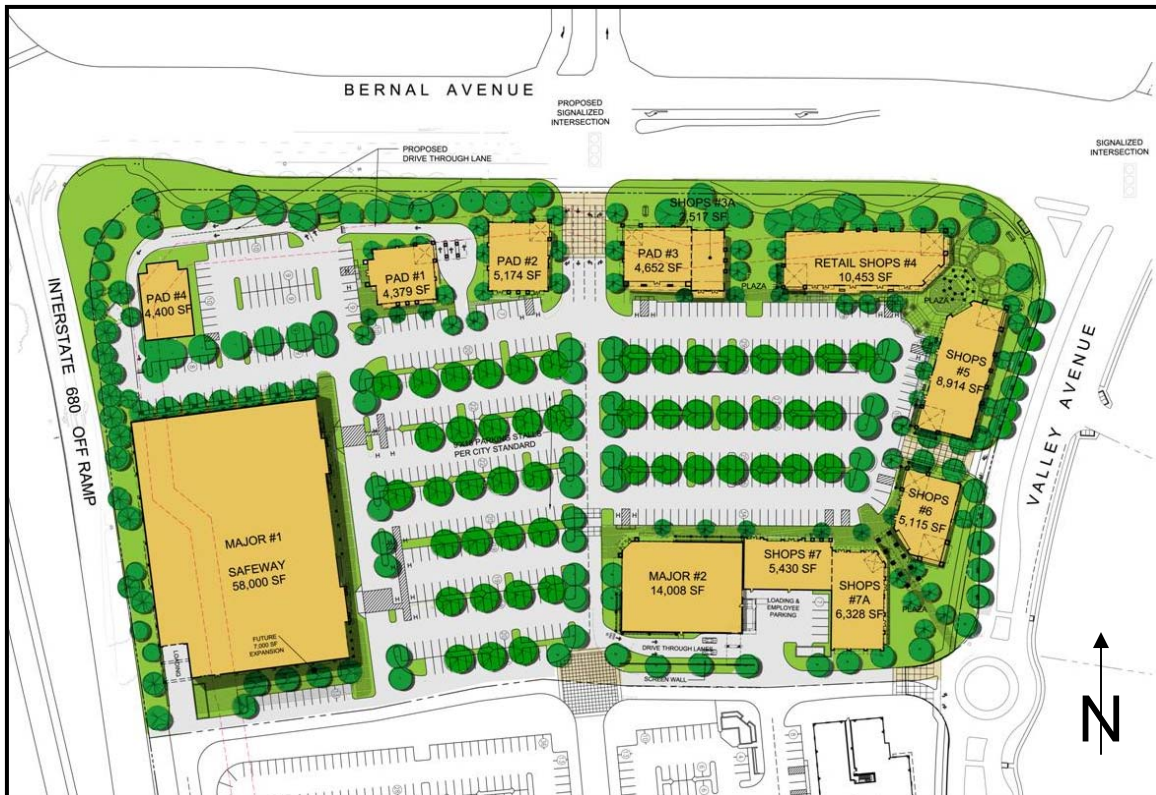 BERNAL AVENUE
PROPOSED
SIGNALIZED
INTERSECTION
SIGNALIZED
INTERSECTION
PROPOSED
DRIVE THROUGH LANE
SHOPS #3A
2,517 SF
PAD #1
4,379 SF
PAD #2
5,174 SF
PAD #3
4,652 SF
RETAIL SHOPS #4
10,453 SF
PLAZA
PLAZA
PAD #4
4,400 SF
INTERSTATE 680 OFF RAMP
SHOPS
#5
8,914 SF
VALLEY AVENUE
PARKING STALLS
PER CITY STANDARD
SHOPS
#6
5,115 SF
MAJOR #1
SAFEWAY
58,000 SF
MAJOR #2
14,008 SF
SHOPS #7
5,430 SF
SHOPS
#7A
6,328 SF
PLAZA
LOADING &
EMPLOYEE
PARKING
FUTURE
7,000 SF
EXPANSION
LOADING
DRIVE THROUGH LANES
SCREEN WALL
N